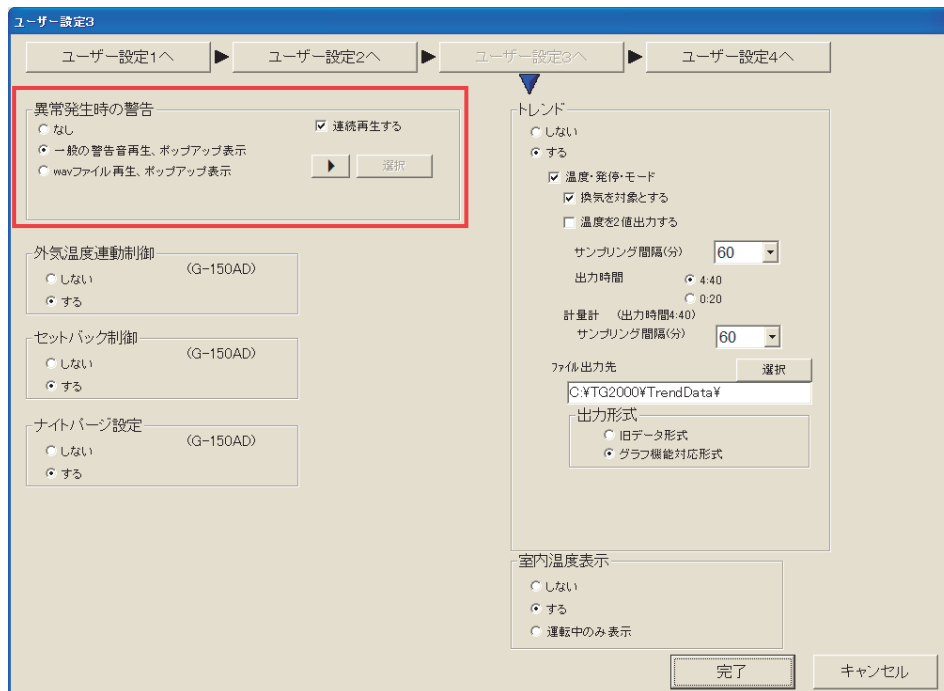 ユーザー設定3
ユーザー設定1へ ▶ ユーザー設定2へ ▶ ユーザー設定3へ ▶ ユーザー設定4へ
異常発生時の警告
なし
一般の警告音再生、ポップアップ表示
wavファイル再生、ポップアップ表示
連続再生する
選択
外気温度連動制御
(G-150AD)
しない
する
セットバック制御
(G-150AD)
しない
する
ナイトパージ設定
(G-150AD)
しない
する
トレンド
しない
する
温度・発停・モード
換気を対象とする
温度を2値出力する
サンプリング間隔(分) 60
出力時間 4:40
0:20
計量計 (出力時間4:40)
サンプリング間隔(分) 60
ファイル出力先 選択
C:¥TG2000¥TrendData¥
出力形式
旧データ形式
グラフ機能対応形式
室内温度表示
しない
する
運転中のみ表示
完了 キャンセル